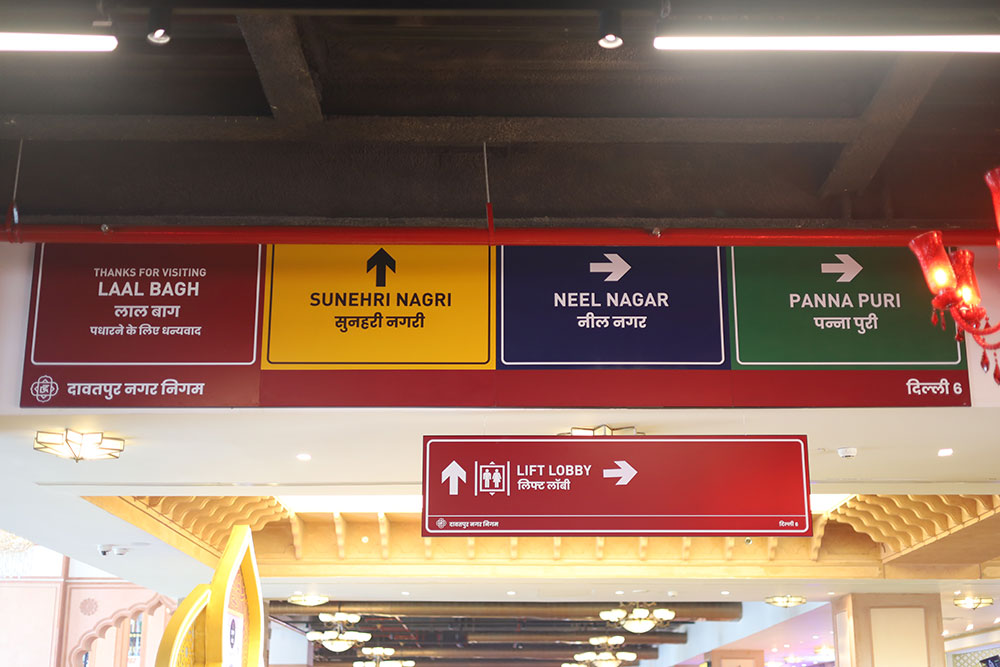 THANKS FOR VISITING
LAAL BAGH
लाल बाग
पधारने के लिए धन्यवाद
SUNEHRI NAGRI
सुनहरी नगरी
NEEL NAGAR
नील नगर
PANNA PURI
पन्ना पुरी
दावतपुर नगर निगम
दिल्ली 6
LIFT LOBBY
लिफ्ट लॉबी
दावतपुर नगर निगम
दिल्ली 6